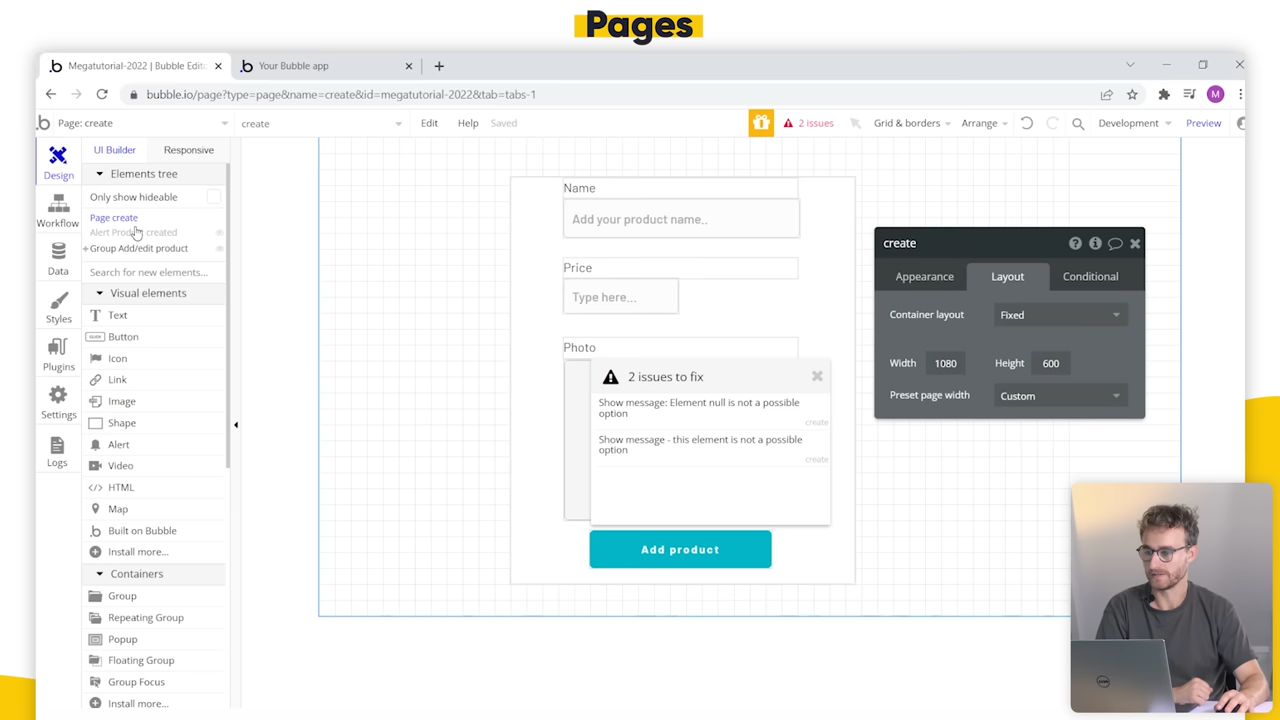 Pages
Megatutorial-2022 | Bubble Edito
Your Bubble app
bubble.io/page?type=page&name=create&id=megatutorial-2022&tab=tabs-1
M
Page: create
create
Edit
Help
Saved
2 issues
Grid & borders
Arrange
Development
Preview
Design
Workflow
Data
Styles
Plugins
Settings
Logs
UI Builder
Responsive
Elements tree
Only show hideable
Page create
Alert Product created
Group Add/edit product
Search for new elements...
Visual elements
Text
Button
Icon
Link
Image
Shape
Alert
Video
HTML
Map
Built on Bubble
Install more...
Containers
Group
Repeating Group
Popup
Floating Group
Group Focus
Install more...
Name
Add your product name..
Price
Type here...
Photo
2 issues to fix
Show message: Element null is not a possible
option
create
Show message - this element is not a possible
option
create
Add product
create
Appearance
Layout
Conditional
Container layout
Fixed
Width
1080
Height
600
Preset page width
Custom
DELL